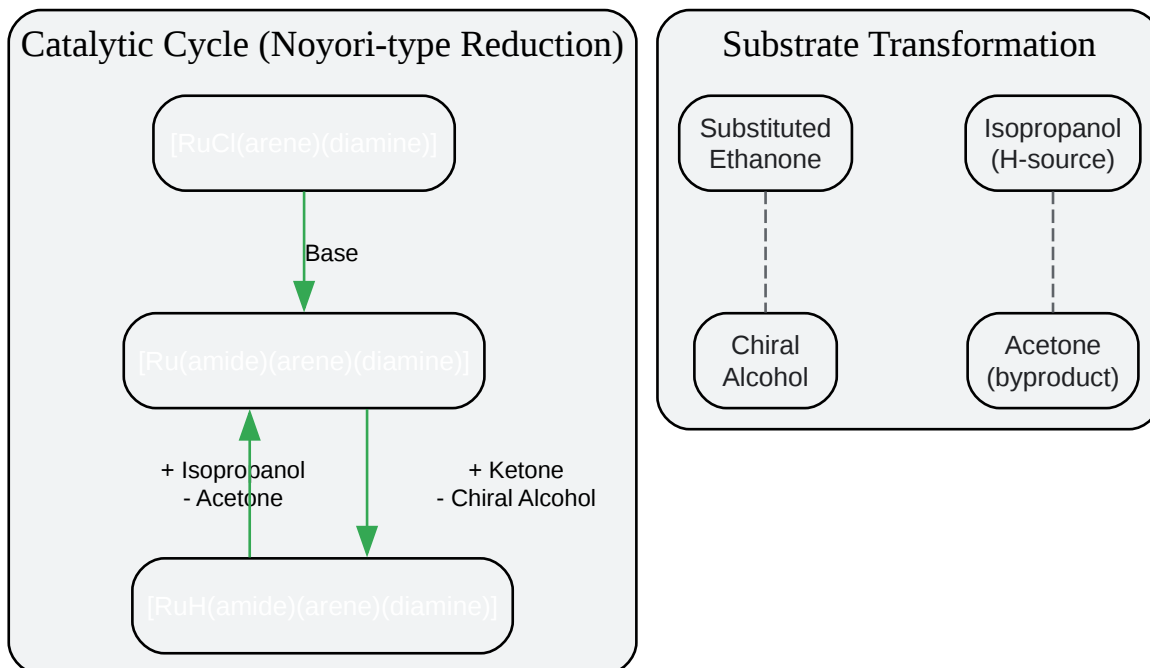 Catalytic Cycle (Noyori-type Reduction)
[RuCl(arene)(diamine)]
Base
[Ru(amide)(arene)(diamine)]
+ Isopropanol
- Acetone
+ Ketone
- Chiral Alcohol
[RuH(amide)(arene)(diamine)]
Substrate Transformation
Substituted
Ethanone
Isopropanol
(H-source)
Chiral
Alcohol
Acetone
(byproduct)